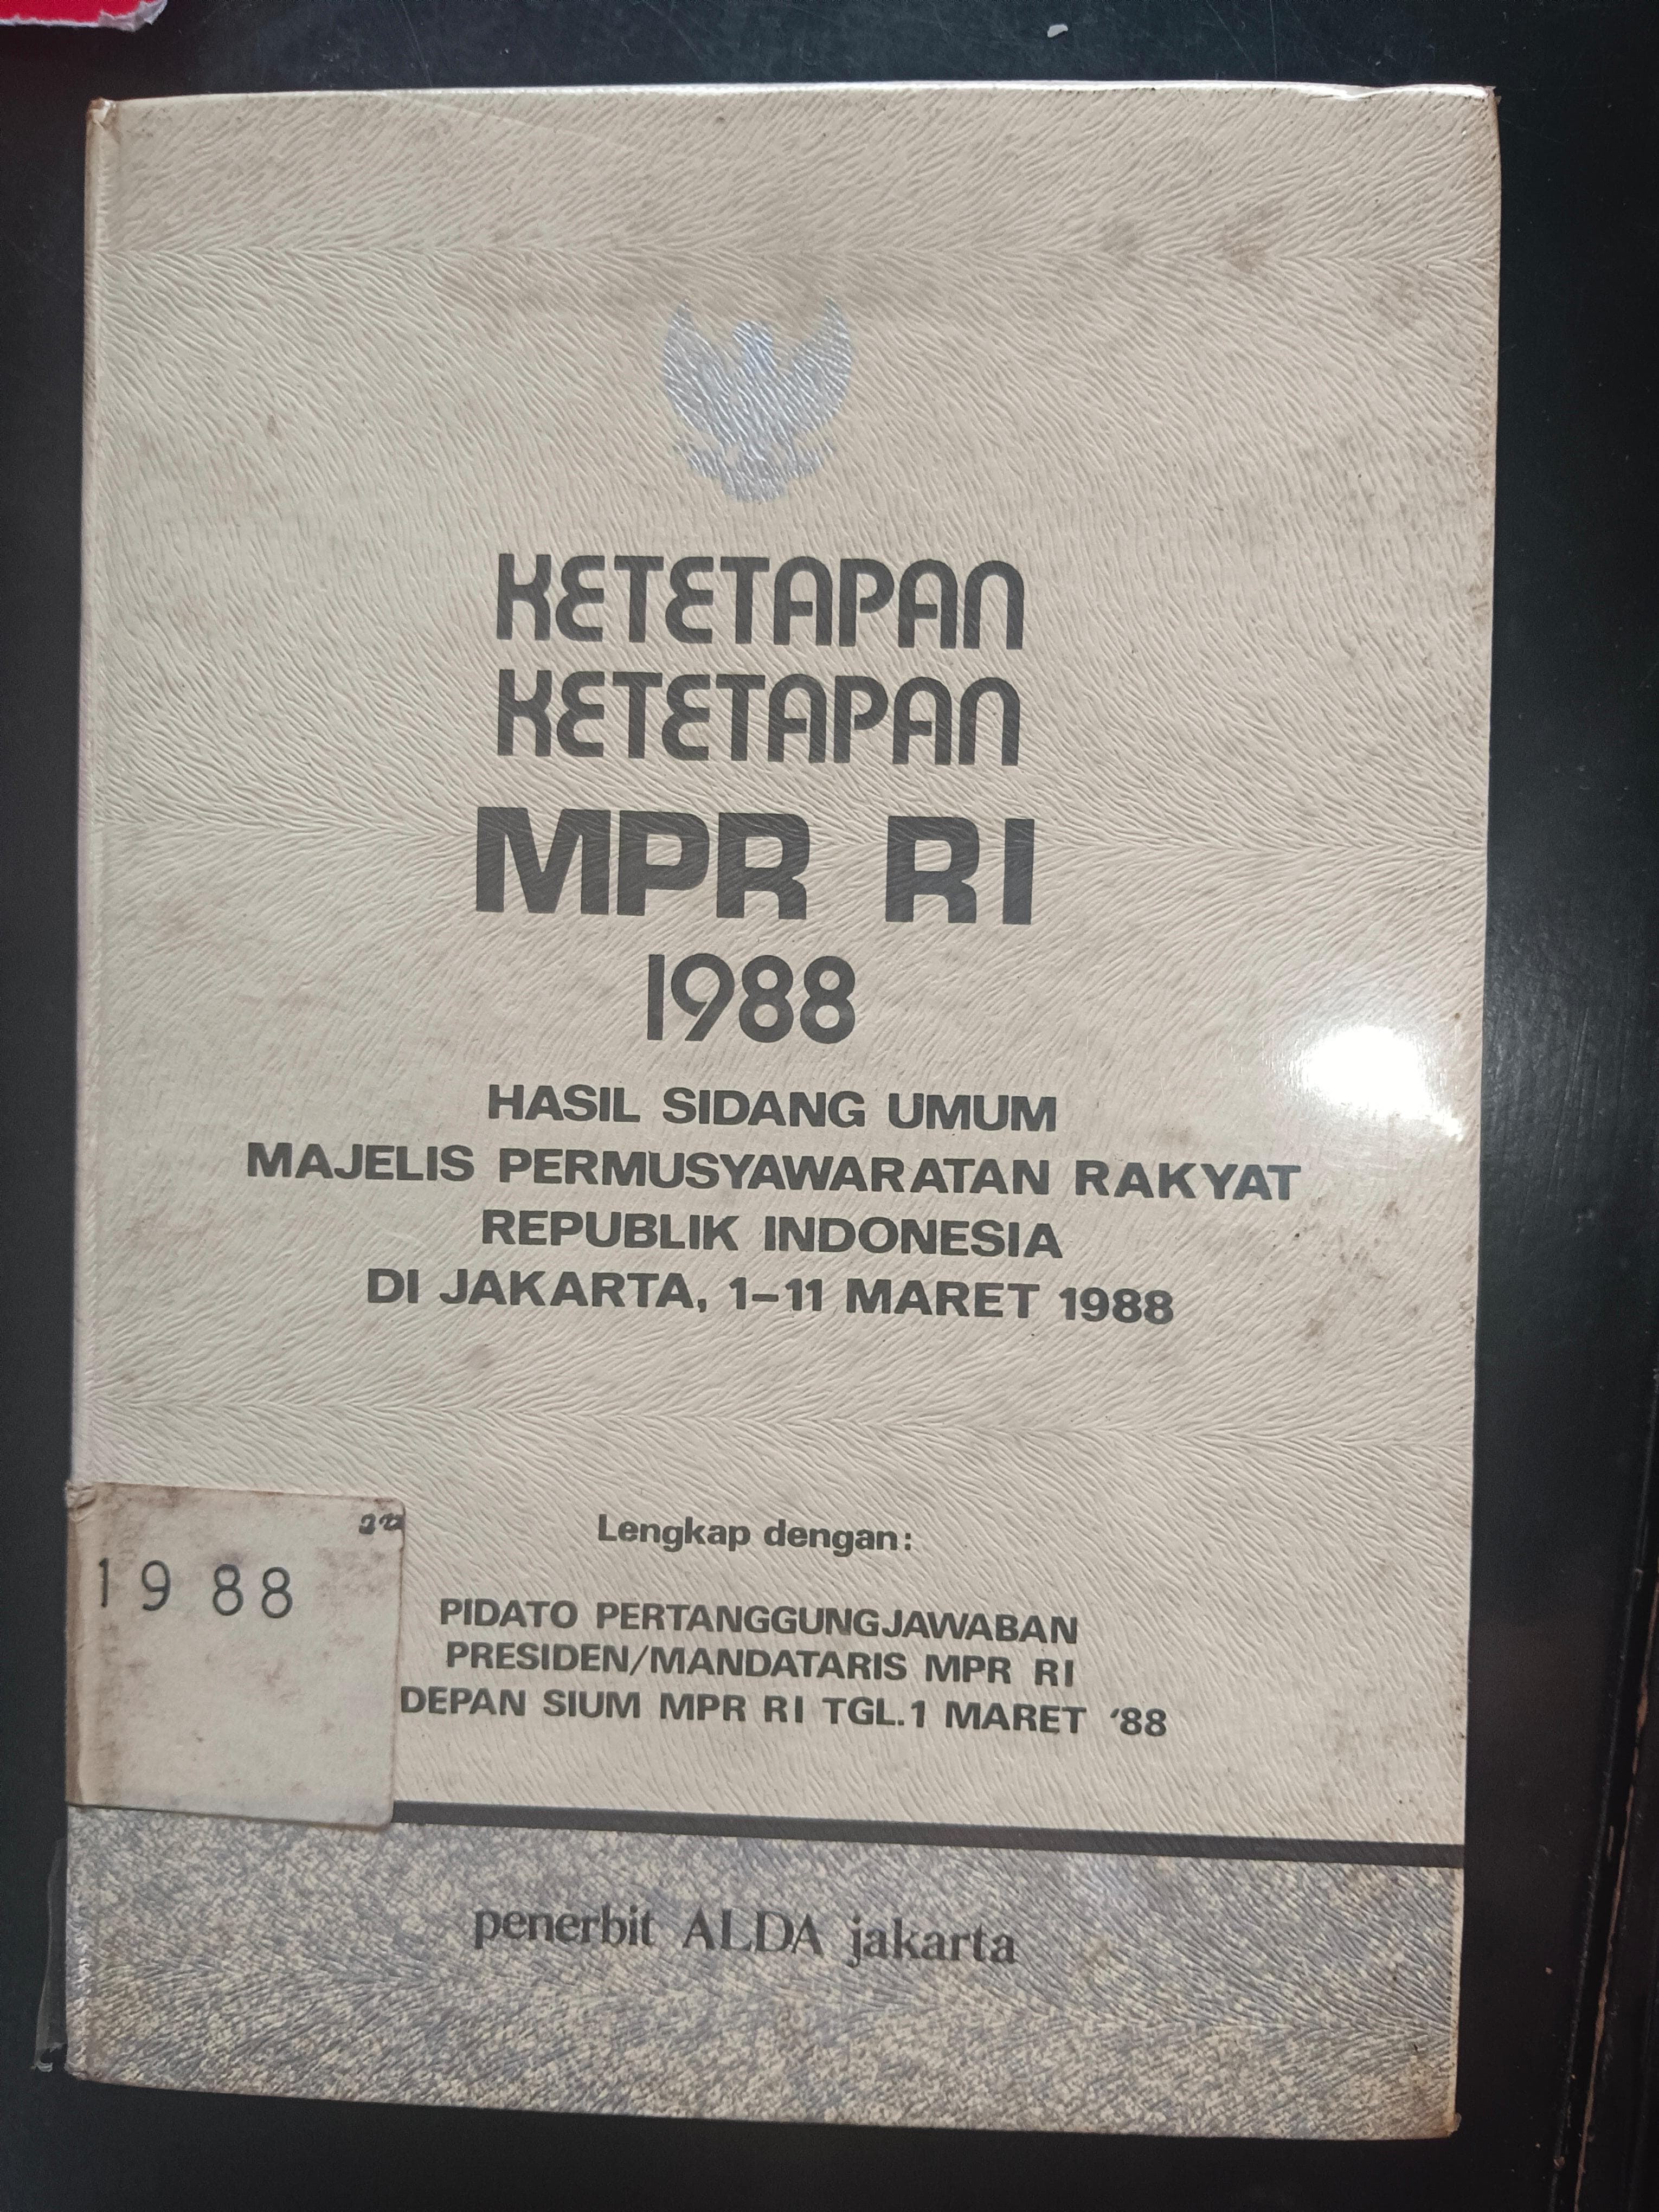 KETETAPAN
KETETAPAN
MPR RI
1988
HASIL SIDANG UMUM
MAJELIS PERMUSYAWARATAN RAKYAT
REPUBLIK INDONESIA
DI JAKARTA, 1–11 MARET 1988
Lengkap dengan:
1988
PIDATO PERTANGGUNGJAWABAN
PRESIDEN/MANDATARIS MPR RI
DEPAN SIUM MPR RI TGL.1 MARET '88
penerbit ALDA jakarta